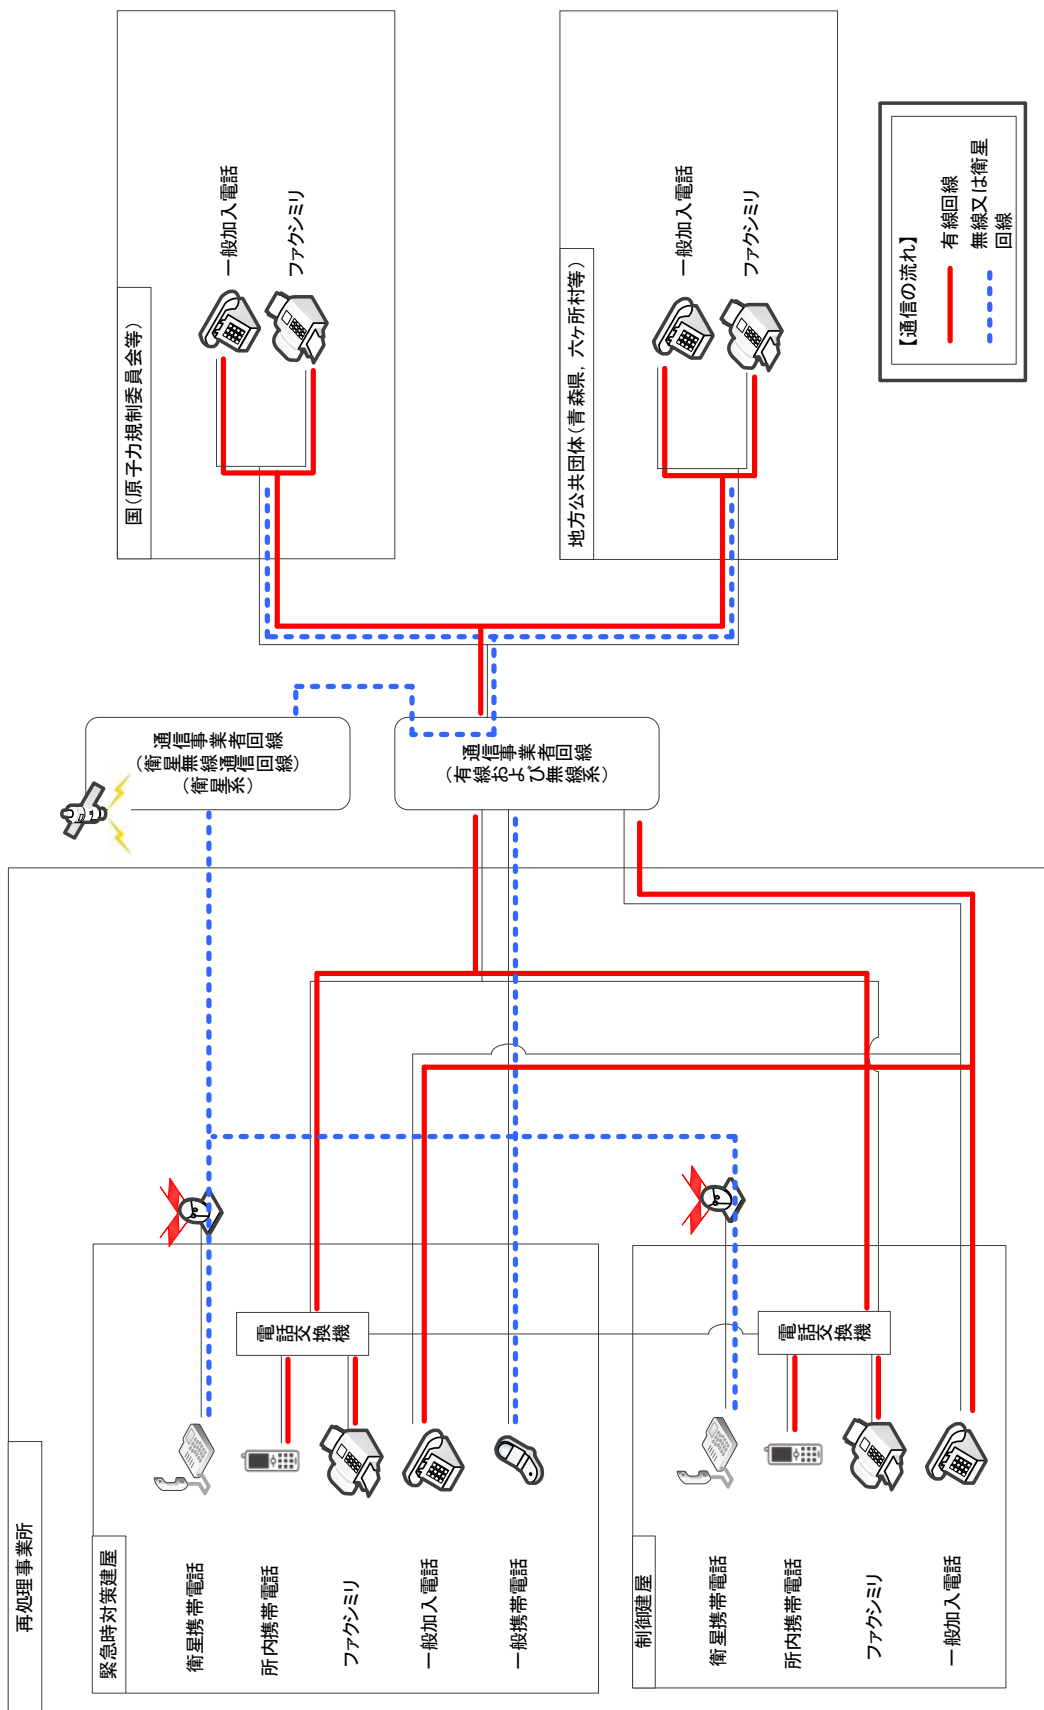 再処理事業所
緊急時対策建屋
衛星携帯電話
所内携帯電話
ファクシミリ
一般加入電話
一般携帯電話
電話交換機
制御建屋
衛星携帯電話
所内携帯電話
ファクシミリ
一般加入電話
電話交換機
通信事業者回線
(衛星無線通信回線)
(衛星系)
通信事業者回線
(有線および無線系)
国(原子力規制委員会等)
一般加入電話
ファクシミリ
地方公共団体(青森県,六ヶ所村等)
一般加入電話
ファクシミリ
【通信の流れ】
有線回線
無線又は衛星
回線